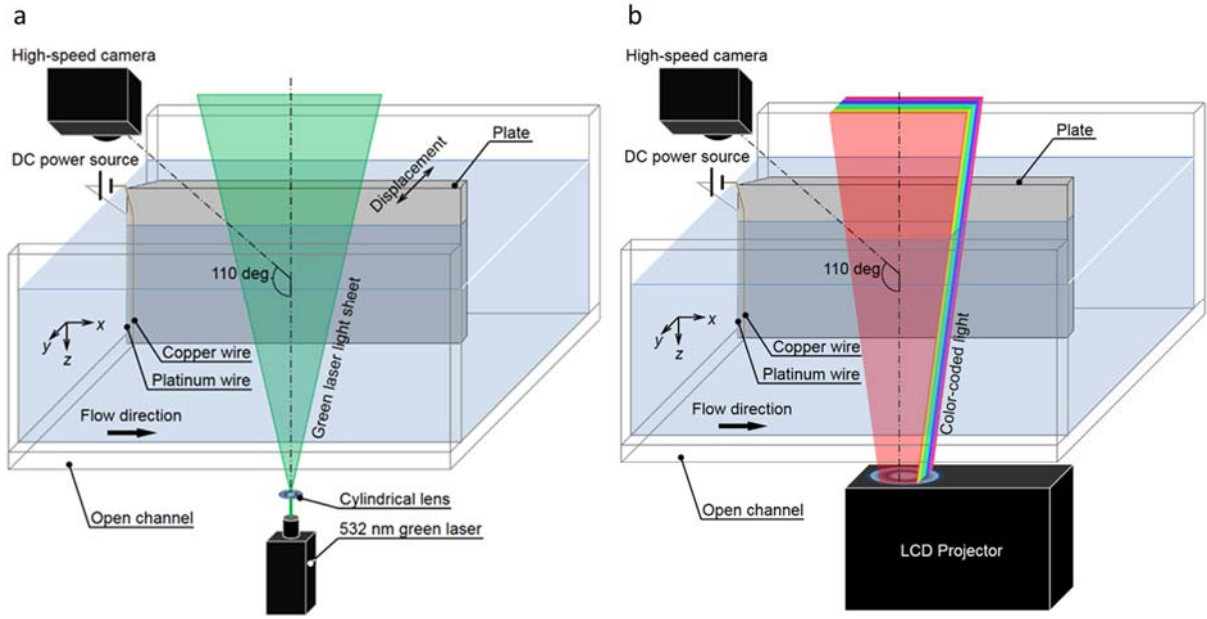 a
High-speed camera
DC power source
Plate
Displacement
110 deg
Green laser light sheet
x
y
z
Copper wire
Platinum wire
Flow direction
Cylindrical lens
Open channel
532 nm green laser
b
High-speed camera
DC power source
Plate
110 deg
Color-coded light
x
y
z
Copper wire
Platinum wire
Flow direction
Open channel
LCD Projector